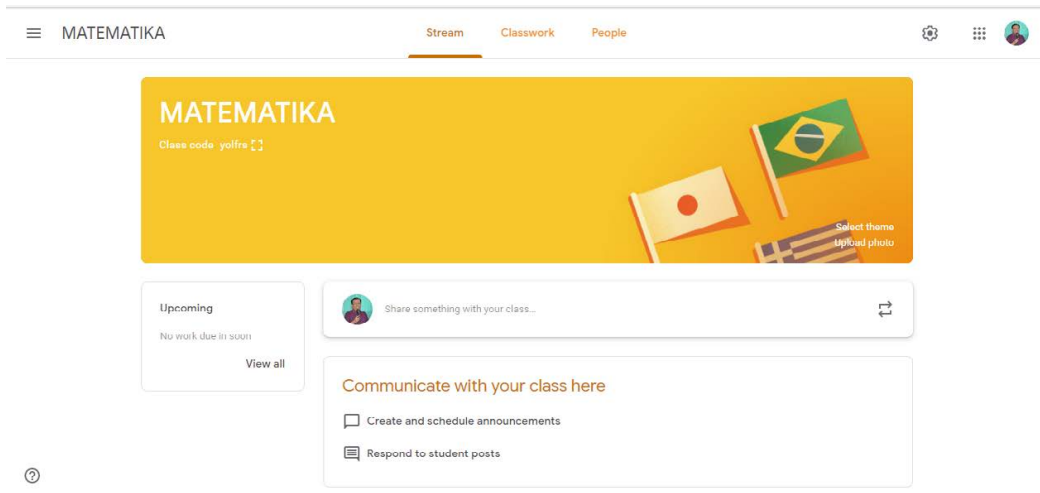 MATEMATIKA
Stream Classwork People
MATEMATIKA
Class code yolfrs
Select theme
Upload photo
Upcoming
No work due in soon
View all
Share something with your class...
Communicate with your class here
Create and schedule announcements
Respond to student posts